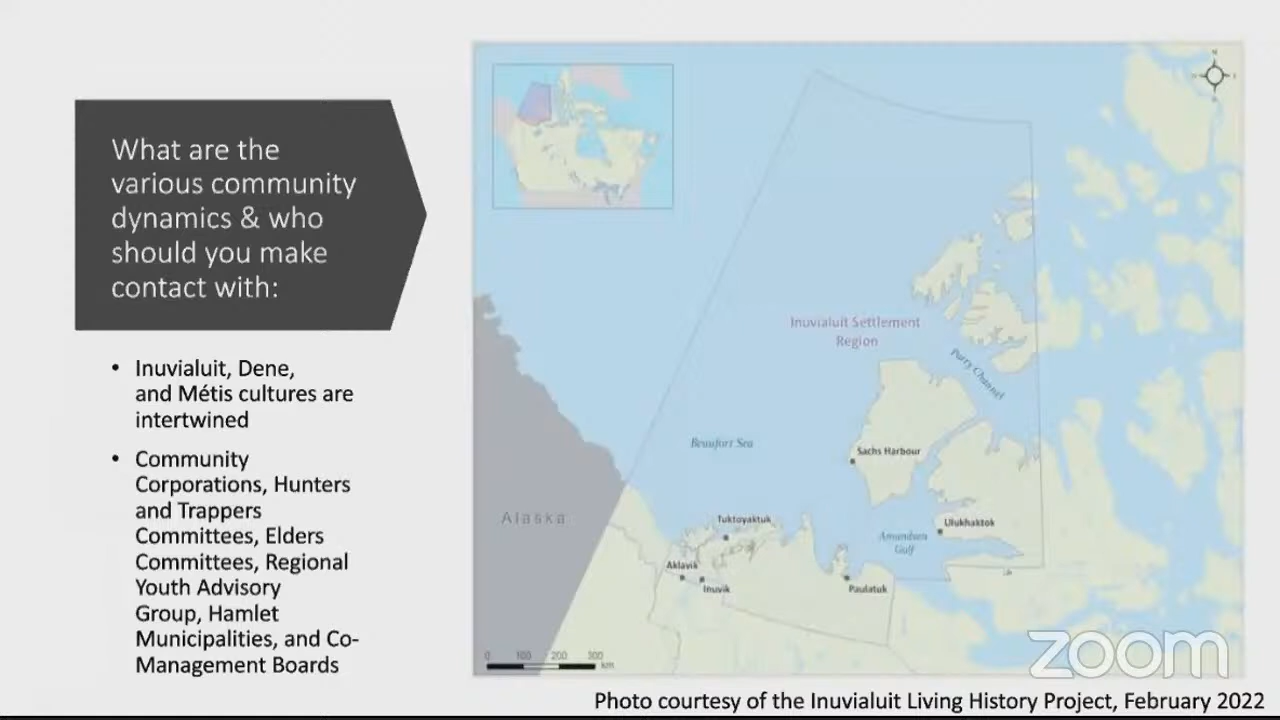 What are the
various community
dynamics & who
should you make
contact with:
• Inuvialuit, Dene,
and Métis cultures are
intertwined
• Community
Corporations, Hunters
and Trappers
Committees, Elders
Committees, Regional
Youth Advisory
Group, Hamlet
Municipalities, and Co-
Management Boards
N
Inuvialuit Settlement
Region
Parry Channel
Beaufort Sea
Sachs Harbour
Alaska
Tuktoyaktuk
Ulukhaktok
Amundsen
Gulf
Aklavik
Inuvik
Paulatuk
0 100 200 300
km
zoom
Photo courtesy of the Inuvialuit Living History Project, February 2022